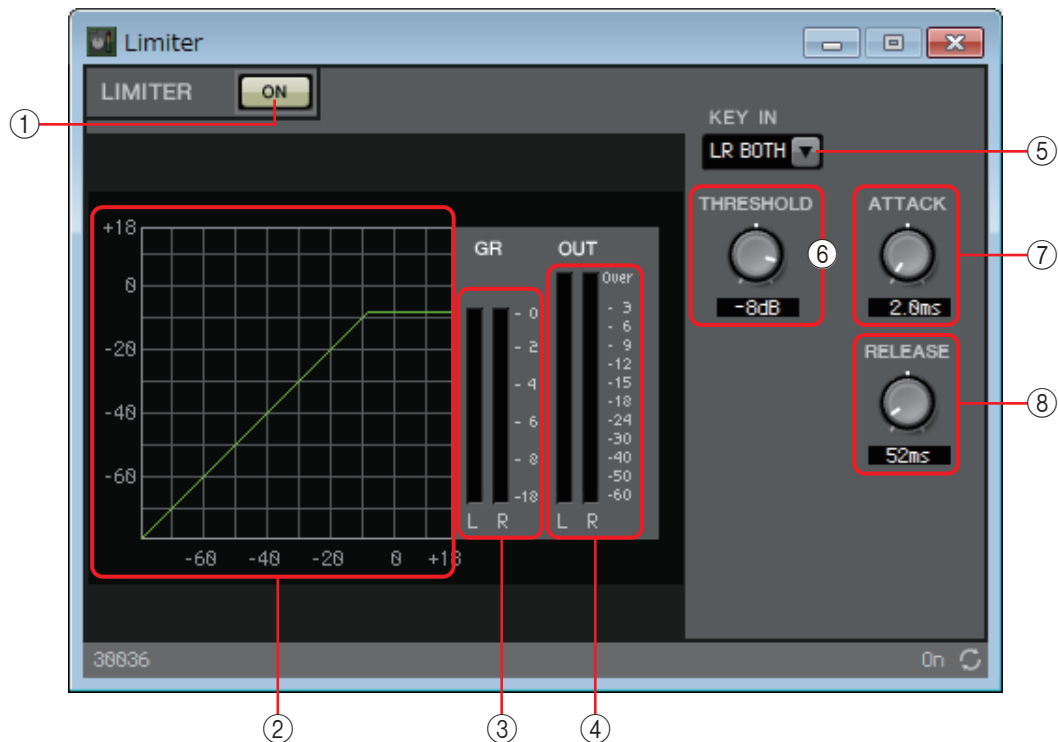 Limiter
LIMITER
ON
①
KEY IN
LR BOTH
⑤
THRESHOLD
⑥
-8dB
ATTACK
⑦
2.0ms
RELEASE
⑧
52ms
+18
0
-20
-40
-60
-60 -40 -20 0 +18
GR
- 0
- 2
- 4
- 6
- 8
-18
L R
OUT
Over
- 3
- 6
- 9
-12
-15
-18
-24
-30
-40
-50
-60
L R
30036
On
②
③
④